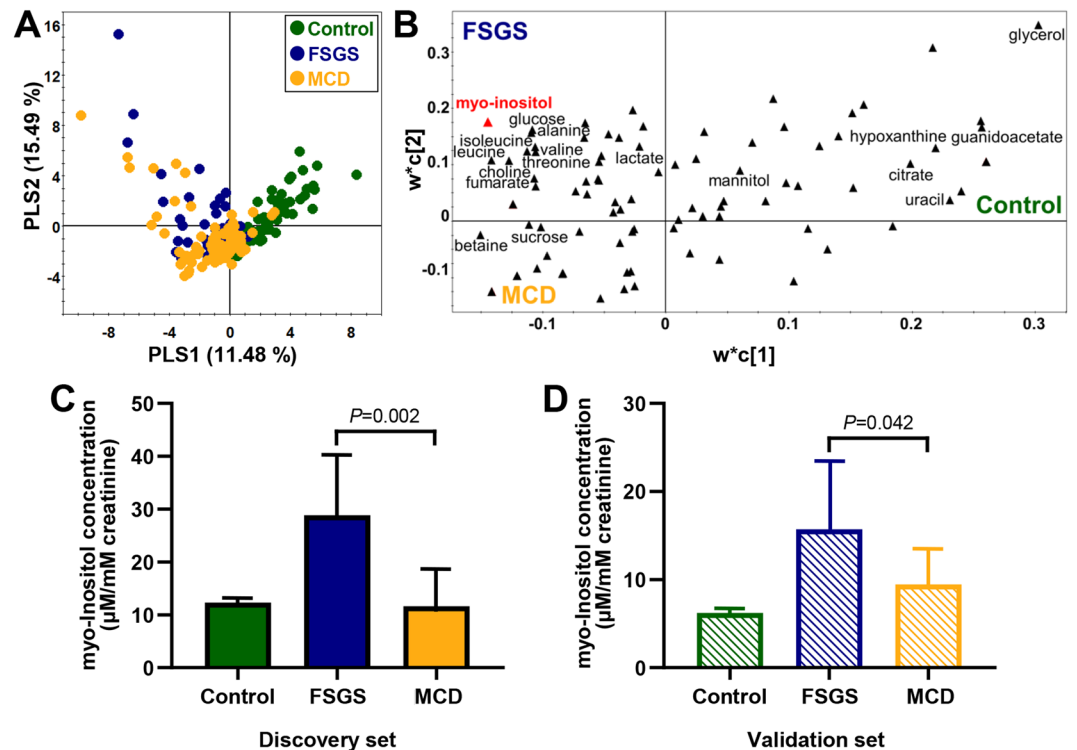 A
16
12
8
4
0
-4
-8
-4
0
4
8
PLS2 (15.49 %)
PLS1 (11.48 %)
Control
FSGS
MCD
B
FSGS
glycerol
myo-inositol
glucose
alanine
isoleucine
valine
leucine
threonine
lactate
choline
fumarate
mannitol
hypoxanthine
guanidoacetate
citrate
uracil
Control
betaine
sucrose
MCD
0.3
0.2
0.1
0
-0.1
-0.1
0
0.1
0.2
0.3
w*c[2]
w*c[1]
C
myo-Inositol concentration
(µM/mM creatinine)
50
40
30
20
10
0
P=0.002
Control
FSGS
MCD
Discovery set
D
myo-Inositol concentration
(µM/mM creatinine)
30
20
10
0
P=0.042
Control
FSGS
MCD
Validation set